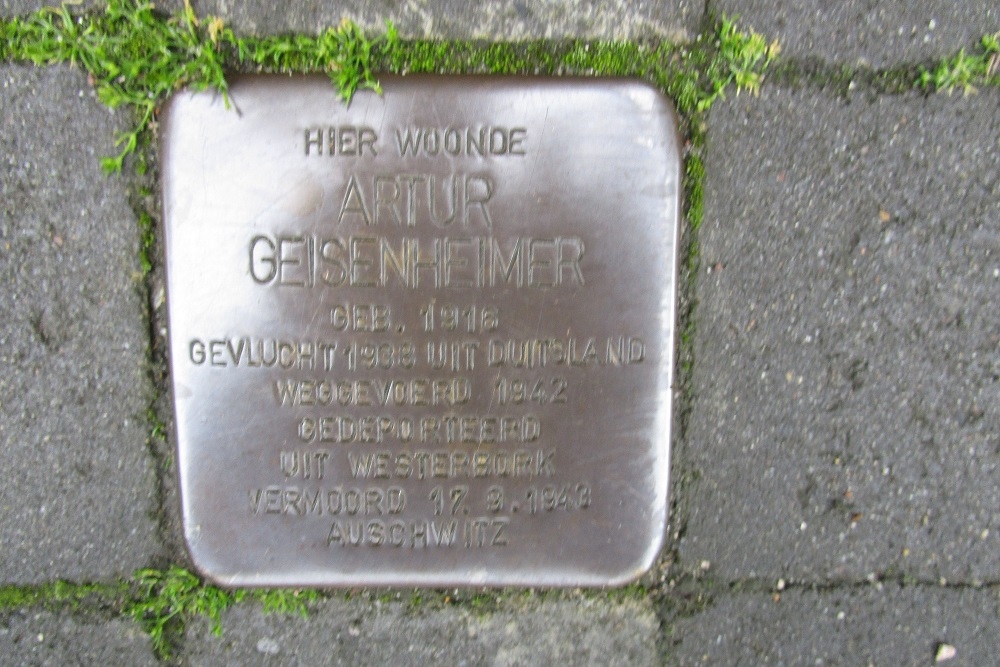 HIER WOONDE
ARTUR
GEISENHEIMER
GEB. 1916
GEVLUCHT 1938 UIT DUITSLAND
WEGGEVOERD 1942
GEDEPORTEERD
UIT WESTERBORK
VERMOORD 17.9.1943
AUSCHWITZ